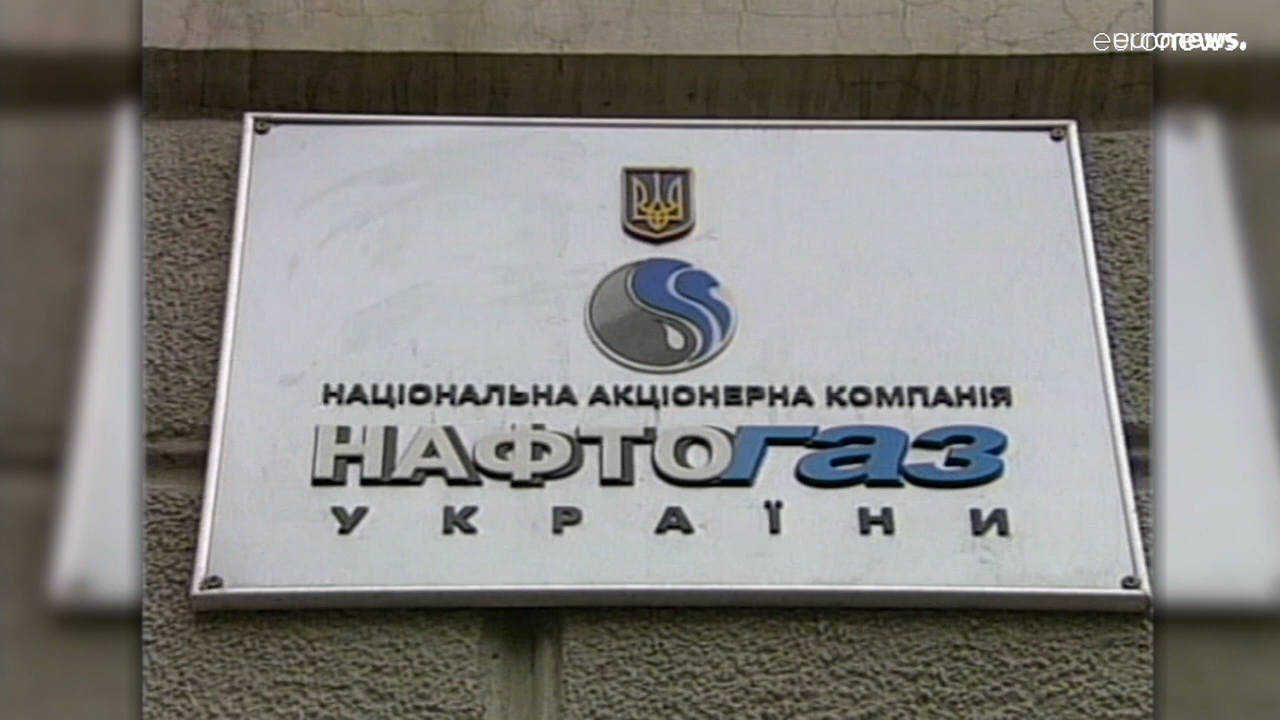 euronews.
НАЦІОНАЛЬНА АКЦІОНЕРНА КОМПАНІЯ
НАФТОГАЗ
УКРАЇНИ